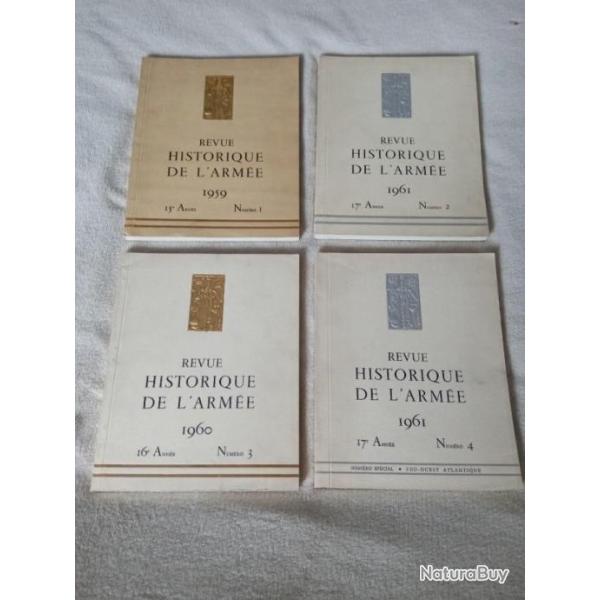 REVUE
HISTORIQUE
DE L'ARMÉE
1959
15e ANNÉE NUMÉRO 1
REVUE
HISTORIQUE
DE L'ARMÉE
1961
17e ANNÉE NUMÉRO 2
REVUE
HISTORIQUE
DE L'ARMÉE
1960
16e ANNÉE NUMÉRO 3
REVUE
HISTORIQUE
DE L'ARMÉE
1961
17e ANNÉE NUMÉRO 4
NUMÉRO SPÉCIAL • SUD-OUEST ATLANTIQUE
NaturaBuy